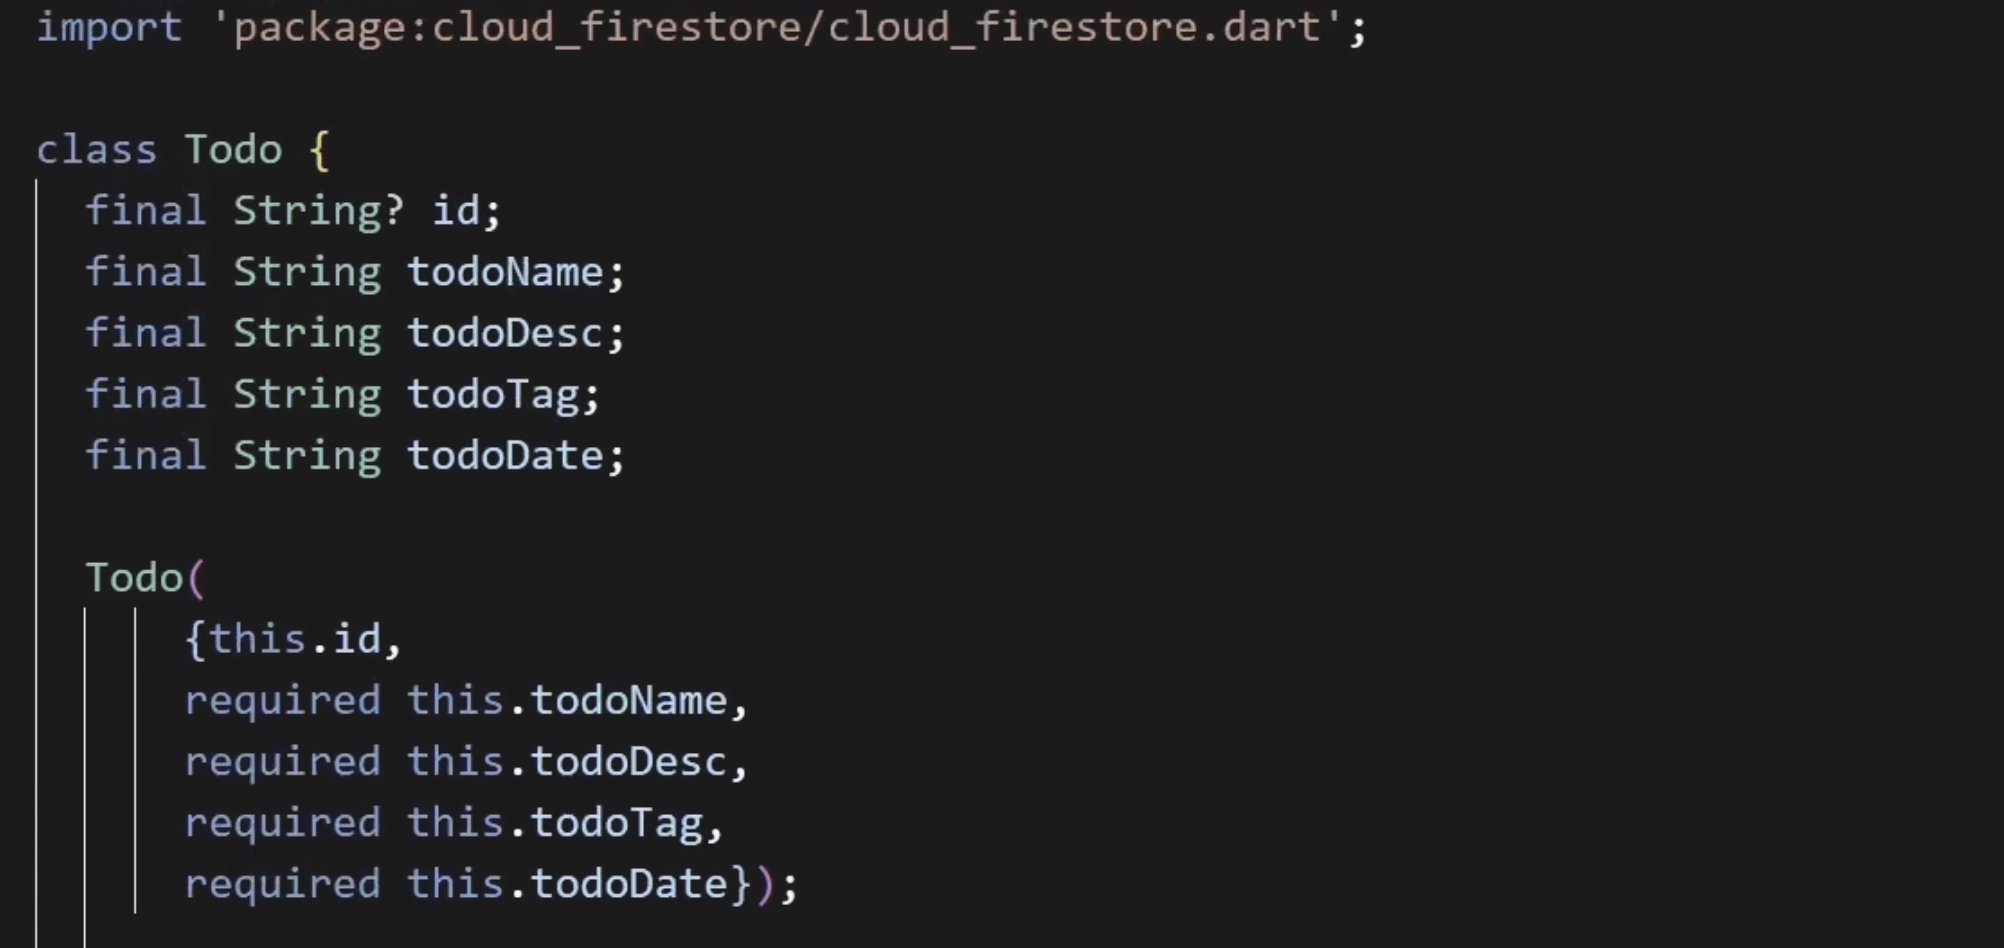 import 'package:cloud_firestore/cloud_firestore.dart';
class Todo {
final String? id;
final String todoName;
final String todoDesc;
final String todoTag;
final String todoDate;
Todo(
{this.id,
required this.todoName,
required this.todoDesc,
required this.todoTag,
required this.todoDate});